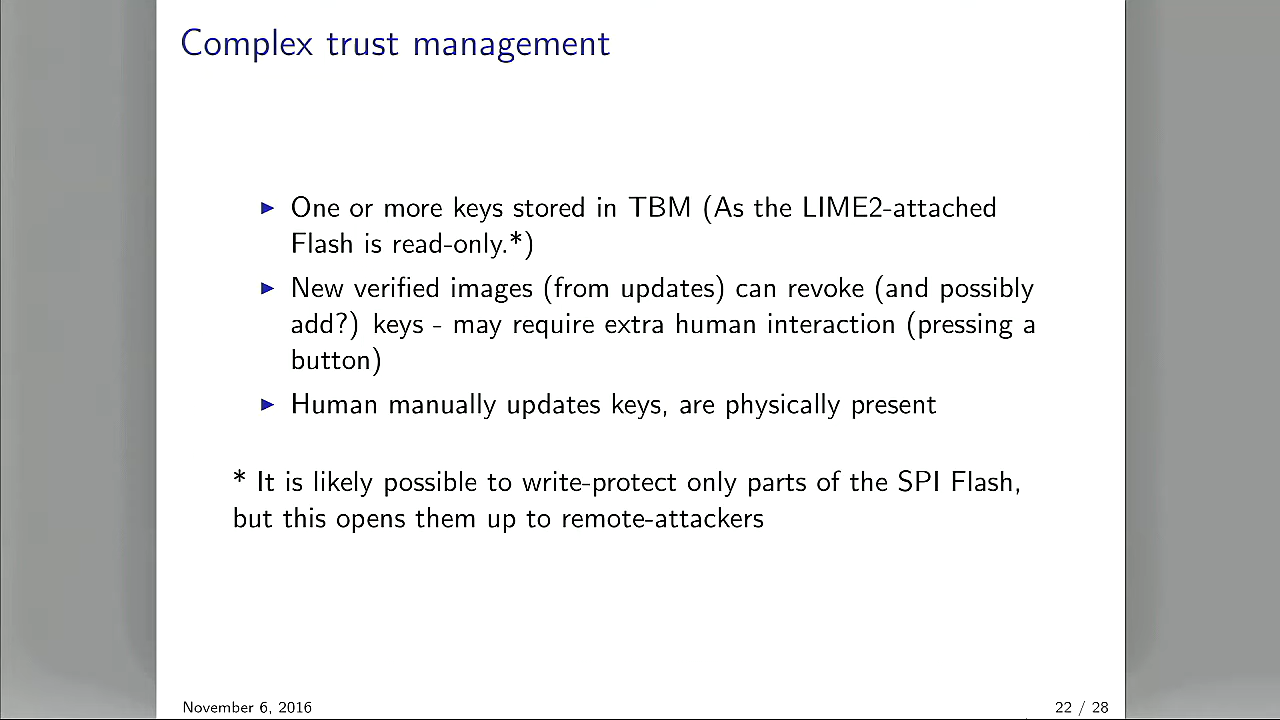 Complex trust management
▶ One or more keys stored in TBM (As the LIME2-attached
Flash is read-only.*)
▶ New verified images (from updates) can revoke (and possibly
add?) keys - may require extra human interaction (pressing a
button)
▶ Human manually updates keys, are physically present
* It is likely possible to write-protect only parts of the SPI Flash,
but this opens them up to remote-attackers
November 6, 2016
22 / 28